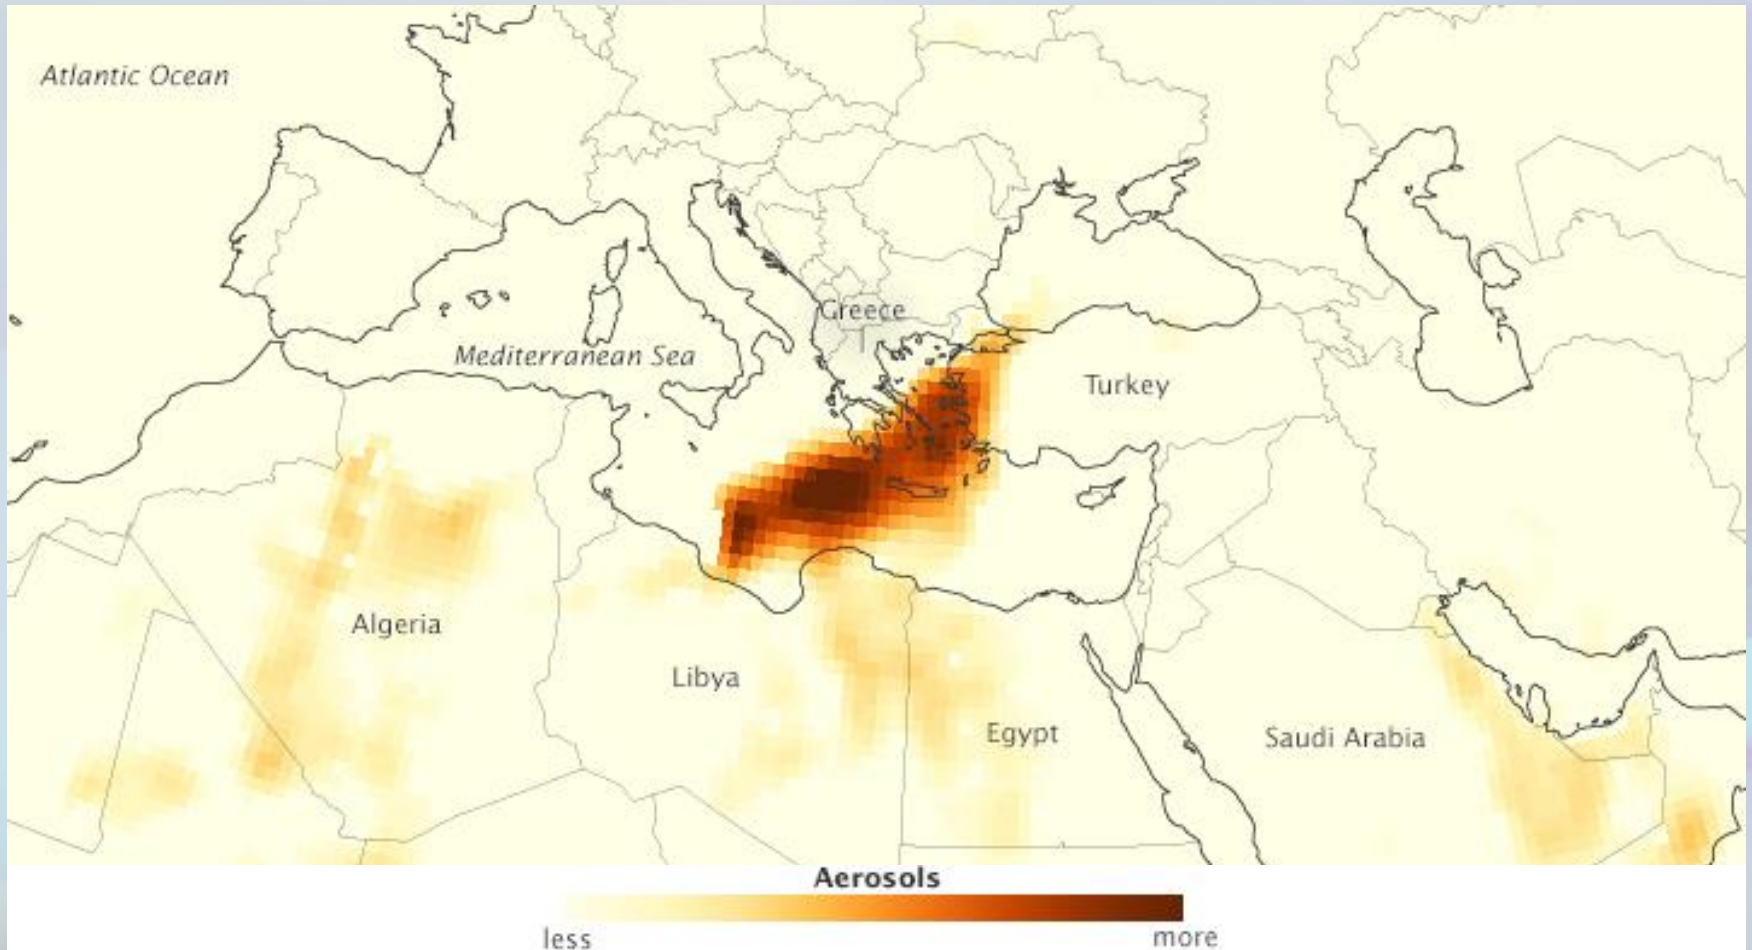 Atlantic Ocean
Greece
Mediterranean Sea
Turkey
Algeria
Libya
Egypt
Saudi Arabia
Aerosols
less
more